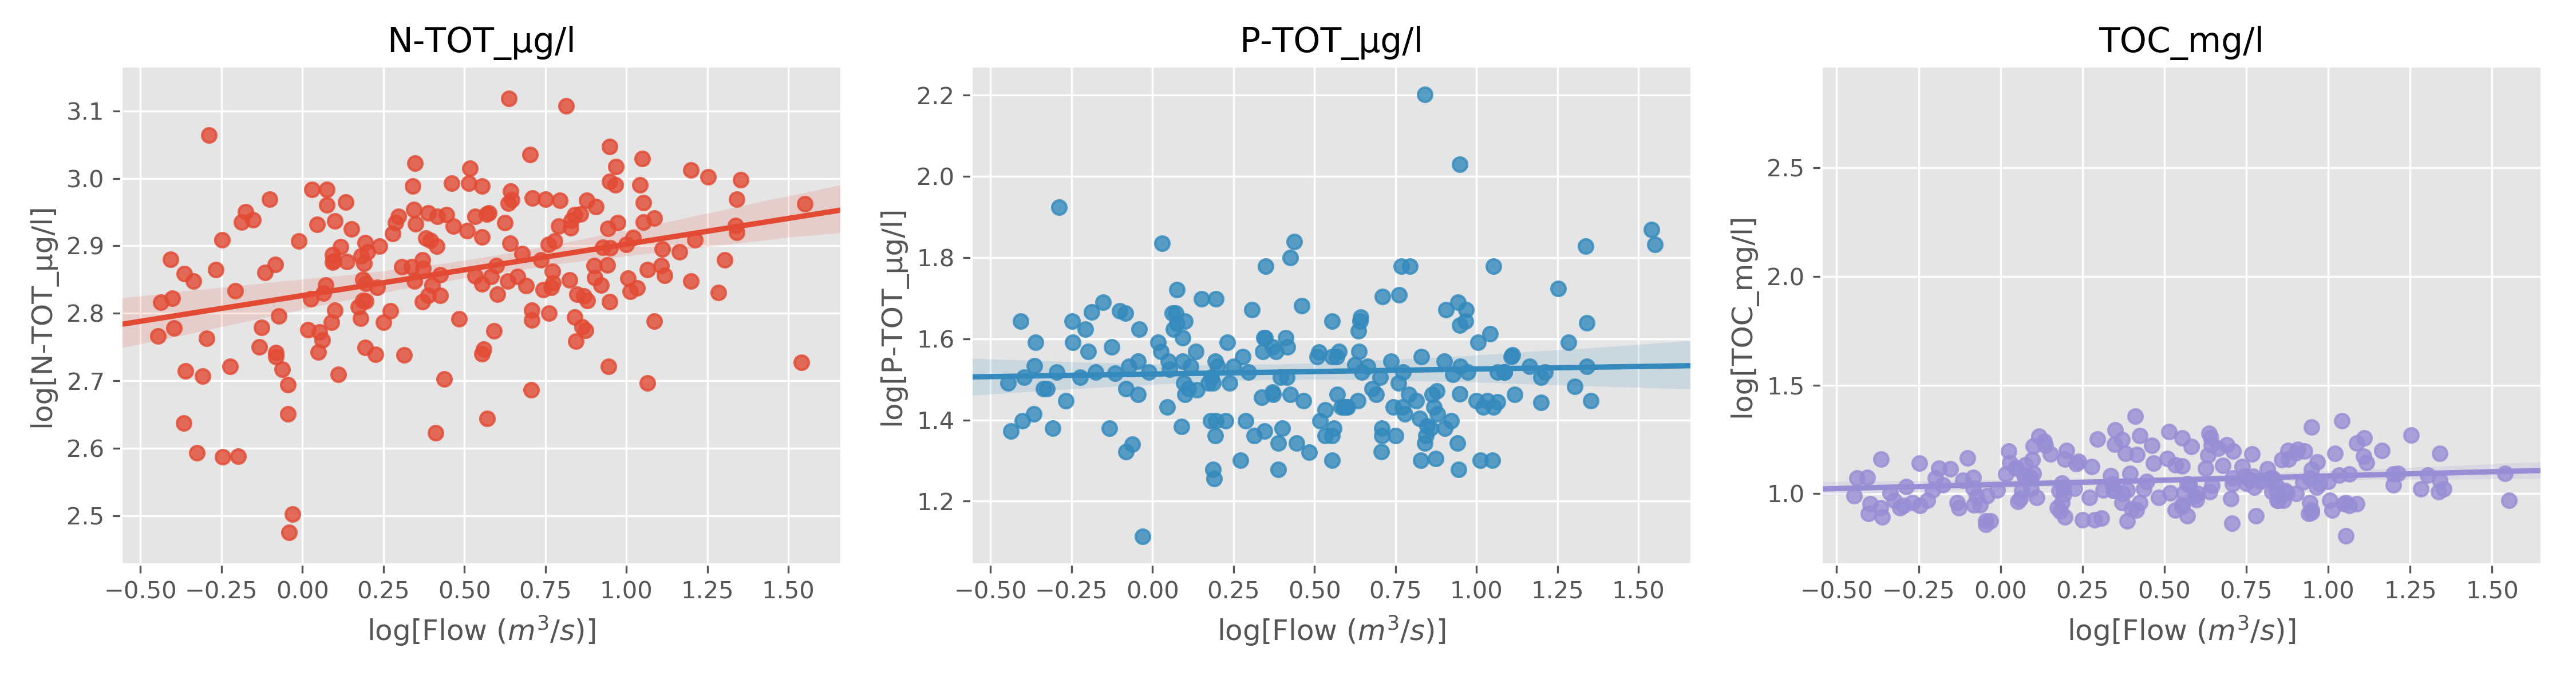 N-TOT_µg/l
P-TOT_µg/l
TOC_mg/l
log[N-TOT_µg/l]
3.1
3.0
2.9
2.8
2.7
2.6
2.5
−0.50 −0.25 0.00 0.25 0.50 0.75 1.00 1.25 1.50
log[Flow (m³/s)]
log[P-TOT_µg/l]
2.2
2.0
1.8
1.6
1.4
1.2
−0.50 −0.25 0.00 0.25 0.50 0.75 1.00 1.25 1.50
log[Flow (m³/s)]
log[TOC_mg/l]
2.5
2.0
1.5
1.0
−0.50 −0.25 0.00 0.25 0.50 0.75 1.00 1.25 1.50
log[Flow (m³/s)]